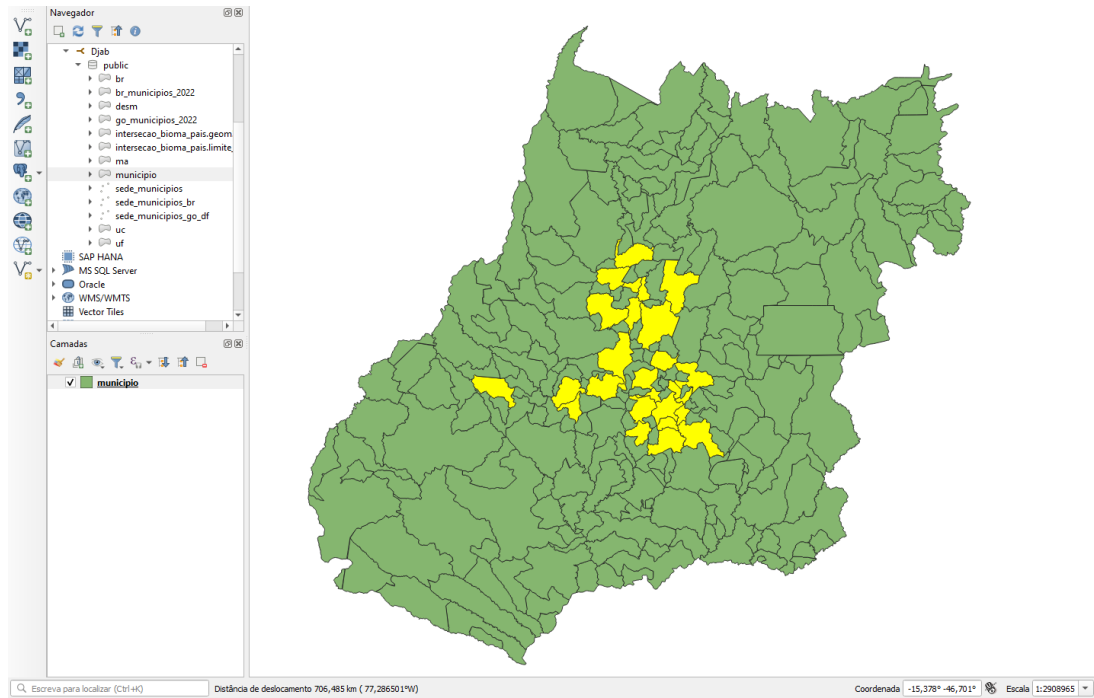 Navegador
Djab
public
br
br_municipios_2022
desm
go_municipios_2022
intersecao_bioma_pais.geom
intersecao_bioma_pais.limite_
ma
municipio
sede_municipios
sede_municipios_br
sede_municipios_go_df
uc
uf
SAP HANA
MS SQL Server
Oracle
WMS/WMTS
Vector Tiles
Camadas
municipio
Escreva para localizar (Ctrl+K) Distância de deslocamento 706,485 km ( 77,286501°W) Coordenada -15,378° -46,701° Escala 1:2908965